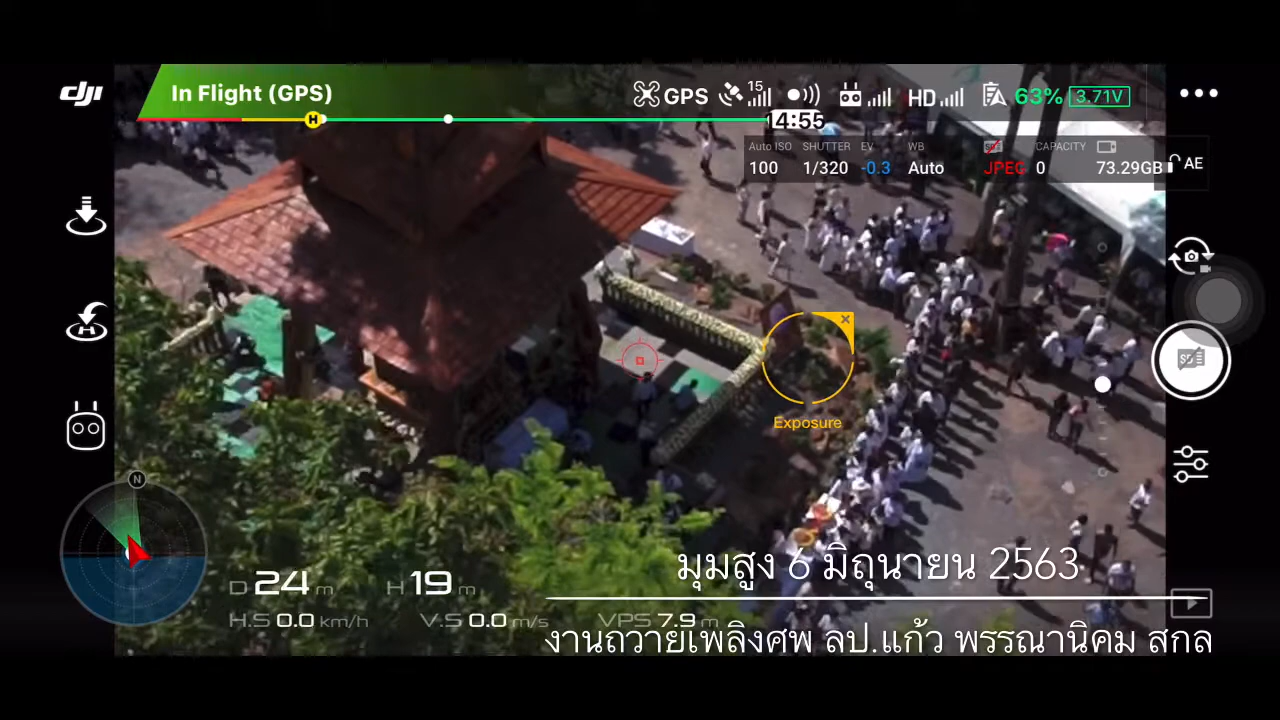 dji In Flight (GPS) GPS 15 HD 63% 3.71V
H 14:55
Auto ISO SHUTTER EV WB CAPACITY
100 1/320 -0.3 Auto JPEG 0 73.29GB AE
Exposure
N
D 24 m H 19 m
H.S 0.0 km/h V.S 0.0 m/s VPS 7.9 m
มุมสูง 6 มิถุนายน 2563
งานถวายเพลิงศพ ลป.แก้ว พรรณานิคม สกล